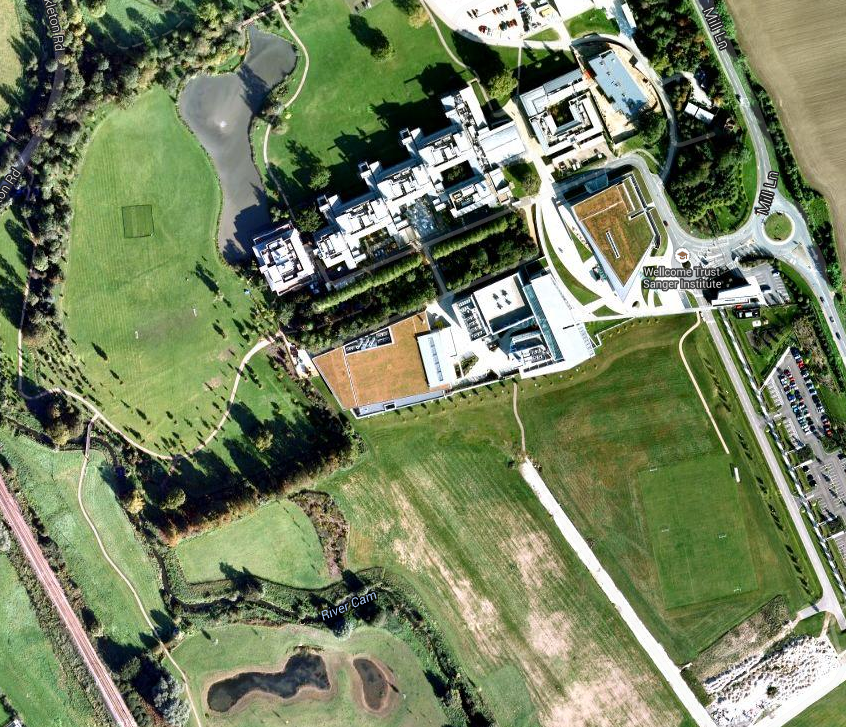 Mill Ln
Mill Ln
Wellcome Trust
Sanger Institute
River Cam